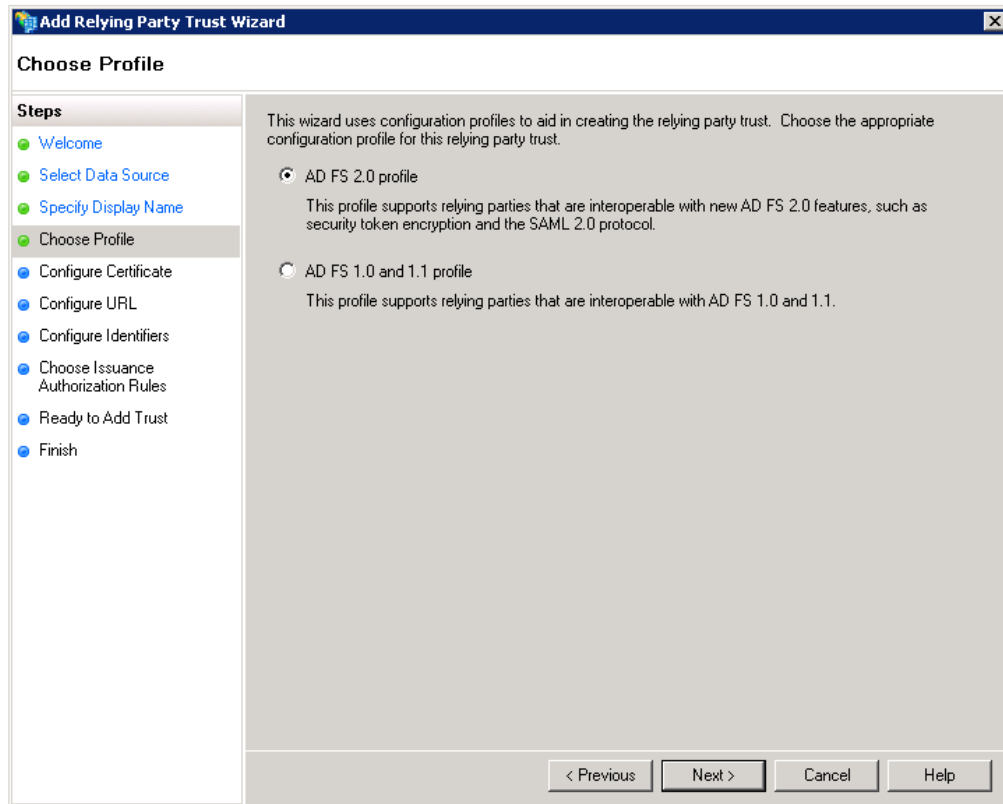 Add Relying Party Trust Wizard
Choose Profile
Steps
Welcome
Select Data Source
Specify Display Name
Choose Profile
Configure Certificate
Configure URL
Configure Identifiers
Choose Issuance
Authorization Rules
Ready to Add Trust
Finish
This wizard uses configuration profiles to aid in creating the relying party trust. Choose the appropriate
configuration profile for this relying party trust.
AD FS 2.0 profile
This profile supports relying parties that are interoperable with new AD FS 2.0 features, such as
security token encryption and the SAML 2.0 protocol.
AD FS 1.0 and 1.1 profile
This profile supports relying parties that are interoperable with AD FS 1.0 and 1.1.
< Previous
Next >
Cancel
Help